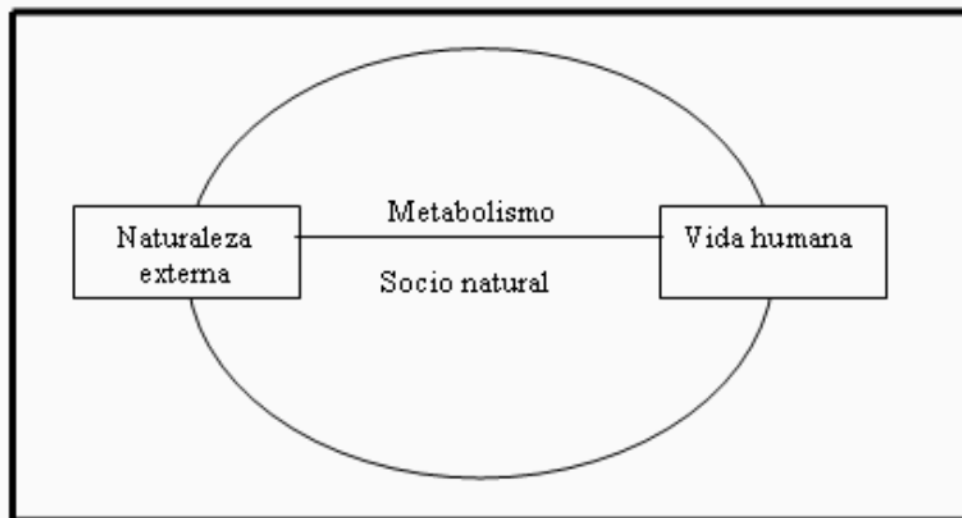 Metabolismo
Naturaleza
externa
Vida humana
Socio natural